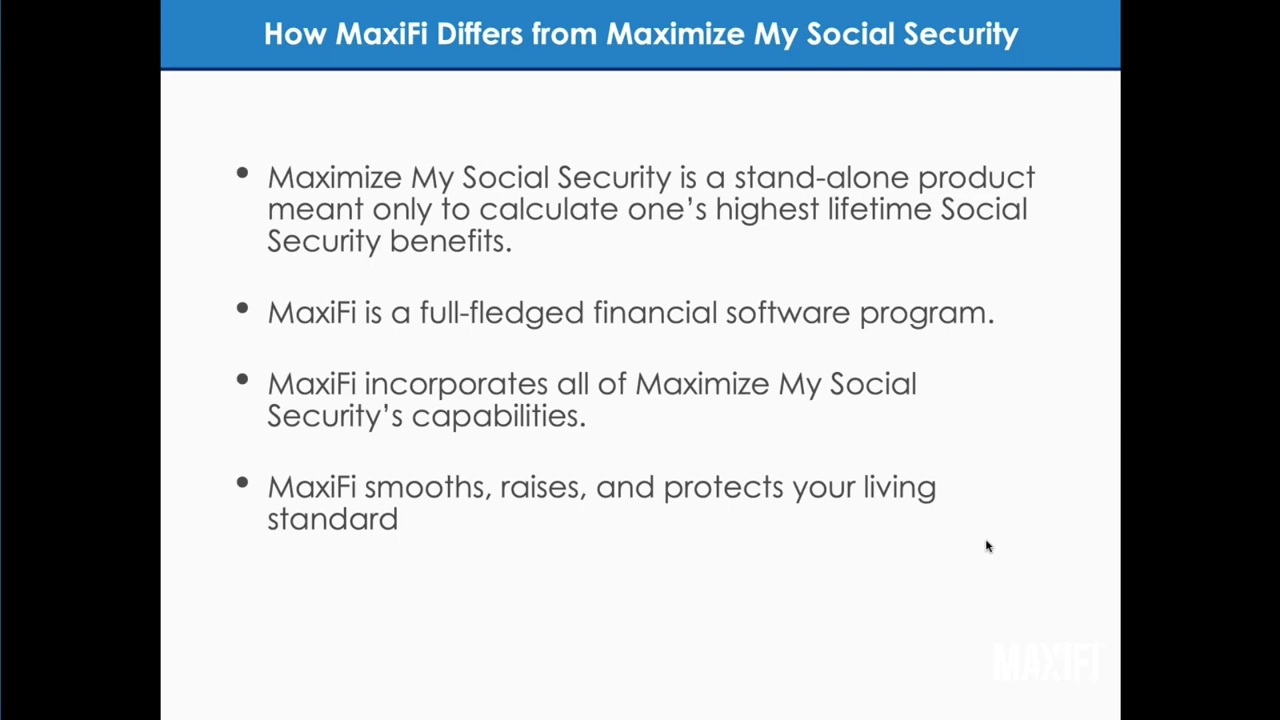 How MaxiFi Differs from Maximize My Social Security
• Maximize My Social Security is a stand-alone product
meant only to calculate one’s highest lifetime Social
Security benefits.
• MaxiFi is a full-fledged financial software program.
• MaxiFi incorporates all of Maximize My Social
Security’s capabilities.
• MaxiFi smooths, raises, and protects your living
standard
MAXIFI